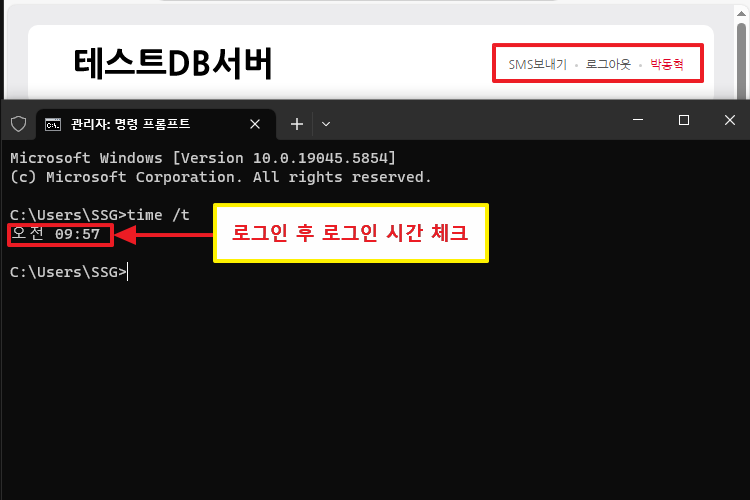 테스트DB서버
SMS보내기 • 로그아웃 • 박동혁
관리자: 명령 프롬프트
Microsoft Windows [Version 10.0.19045.5854]
(c) Microsoft Corporation. All rights reserved.
C:\Users\SSG>time /t
오전 09:57
로그인 후 로그인 시간 체크
C:\Users\SSG>